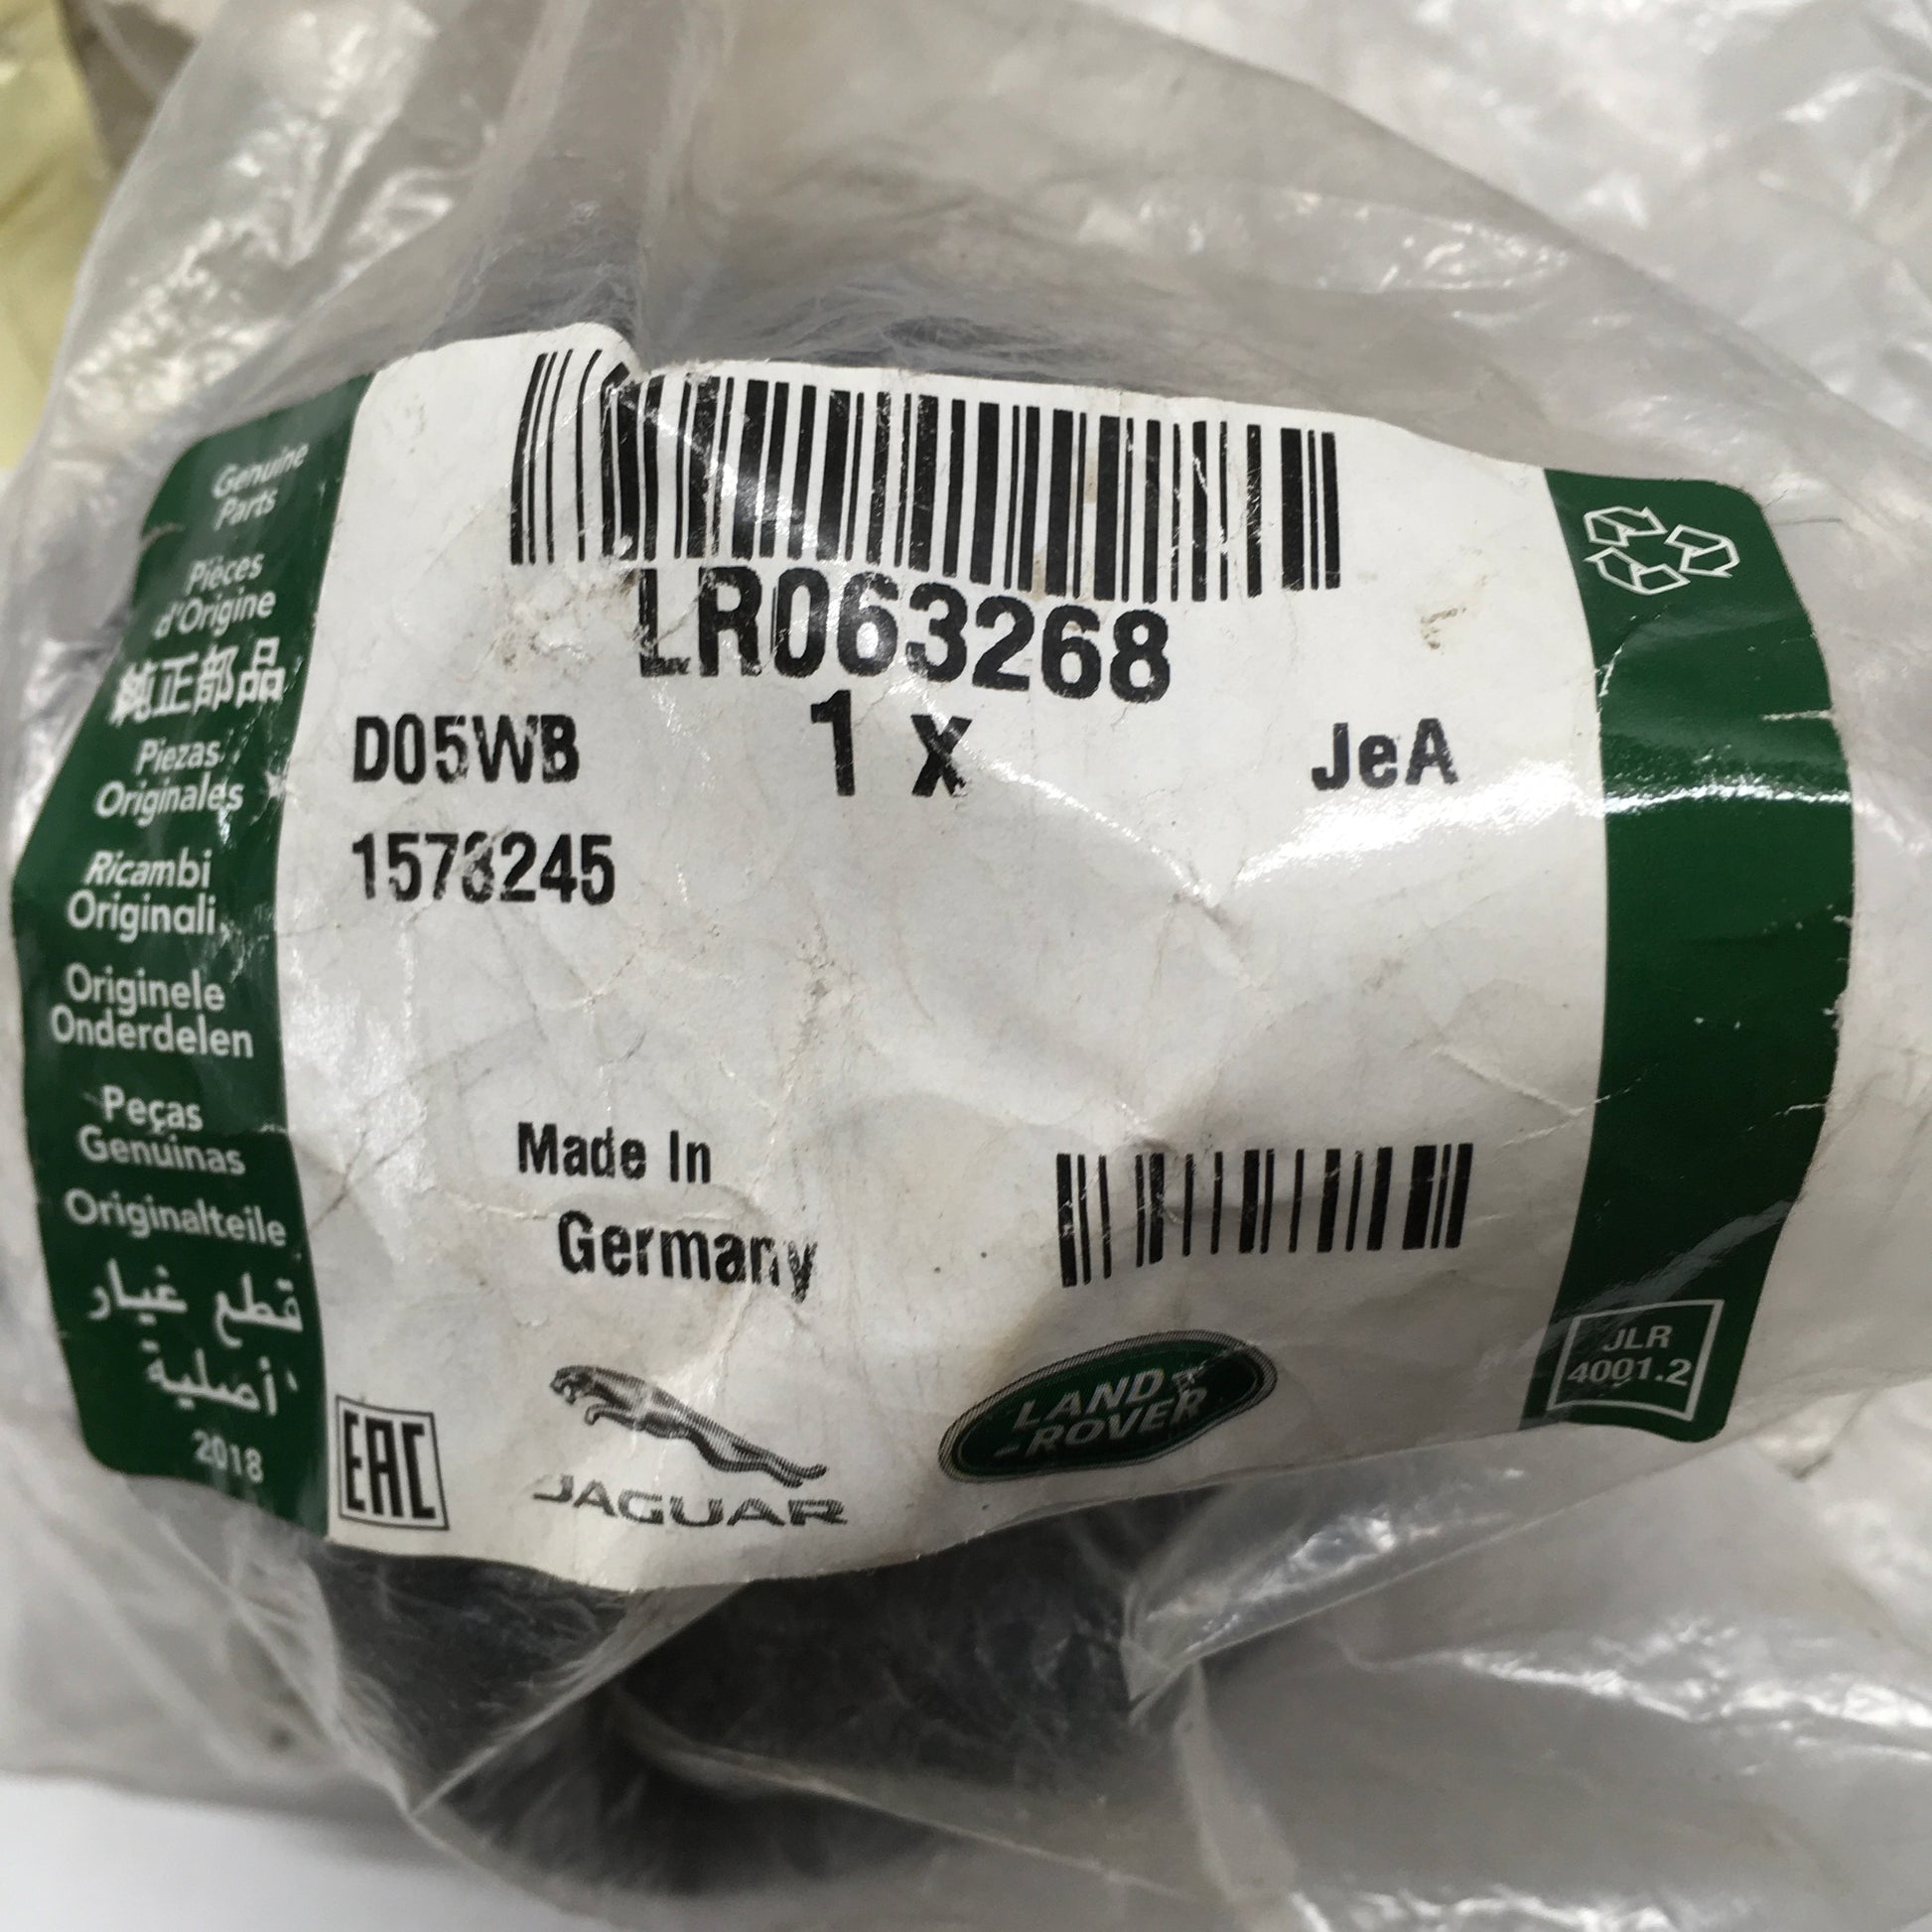 Genuine
Parts
Pièces
d'Origine
純正部品
Piezas
Originales
Ricambi
Originali
Originele
Onderdelen
Peças
Genuinas
Originalteile
قطع غيار
أصلية
2018
LR063268
D05WB 1 x JeA
1578245
Made In
Germany
EAC
JAGUAR
LAND
-ROVER
JLR
4001.2